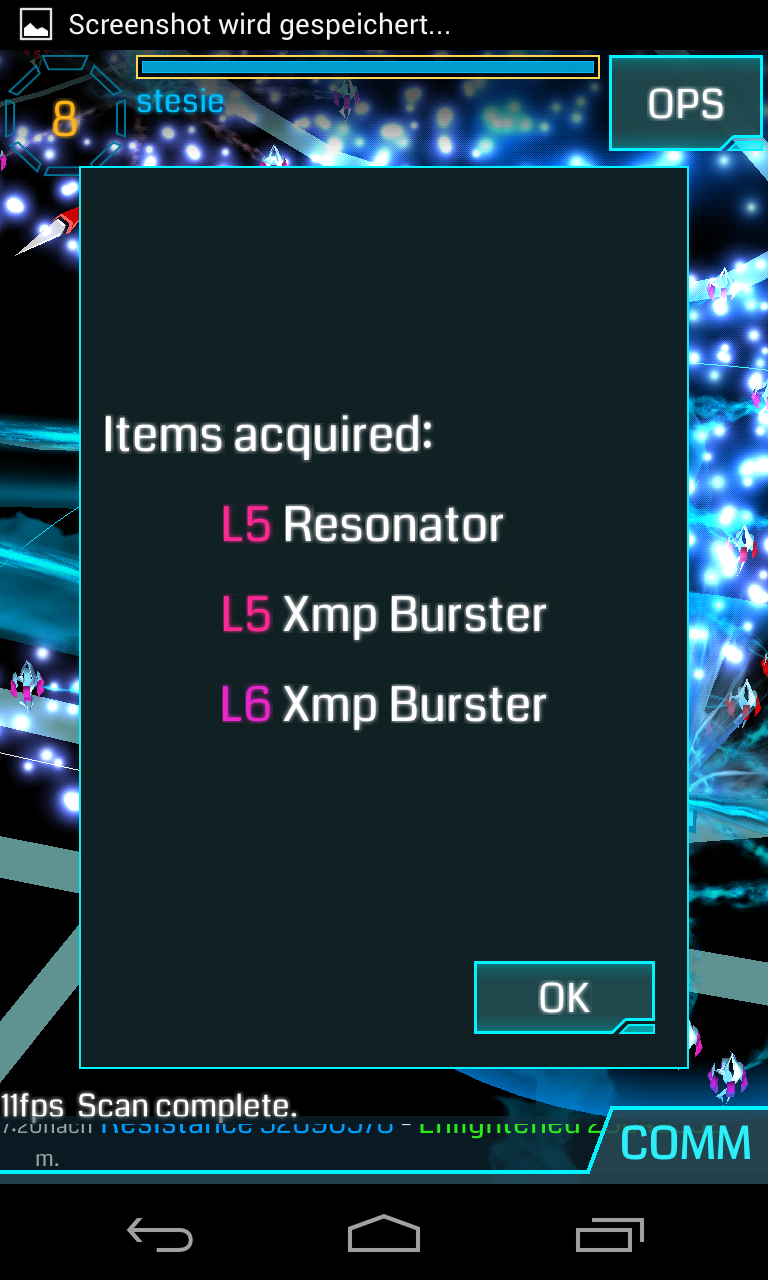 Screenshot wird gespeichert...
8
stesie
OPS
Items acquired:
L5 Resonator
L5 Xmp Burster
L6 Xmp Burster
OK
11fps Scan complete.
Resistance - Enlightened
m.
COMM